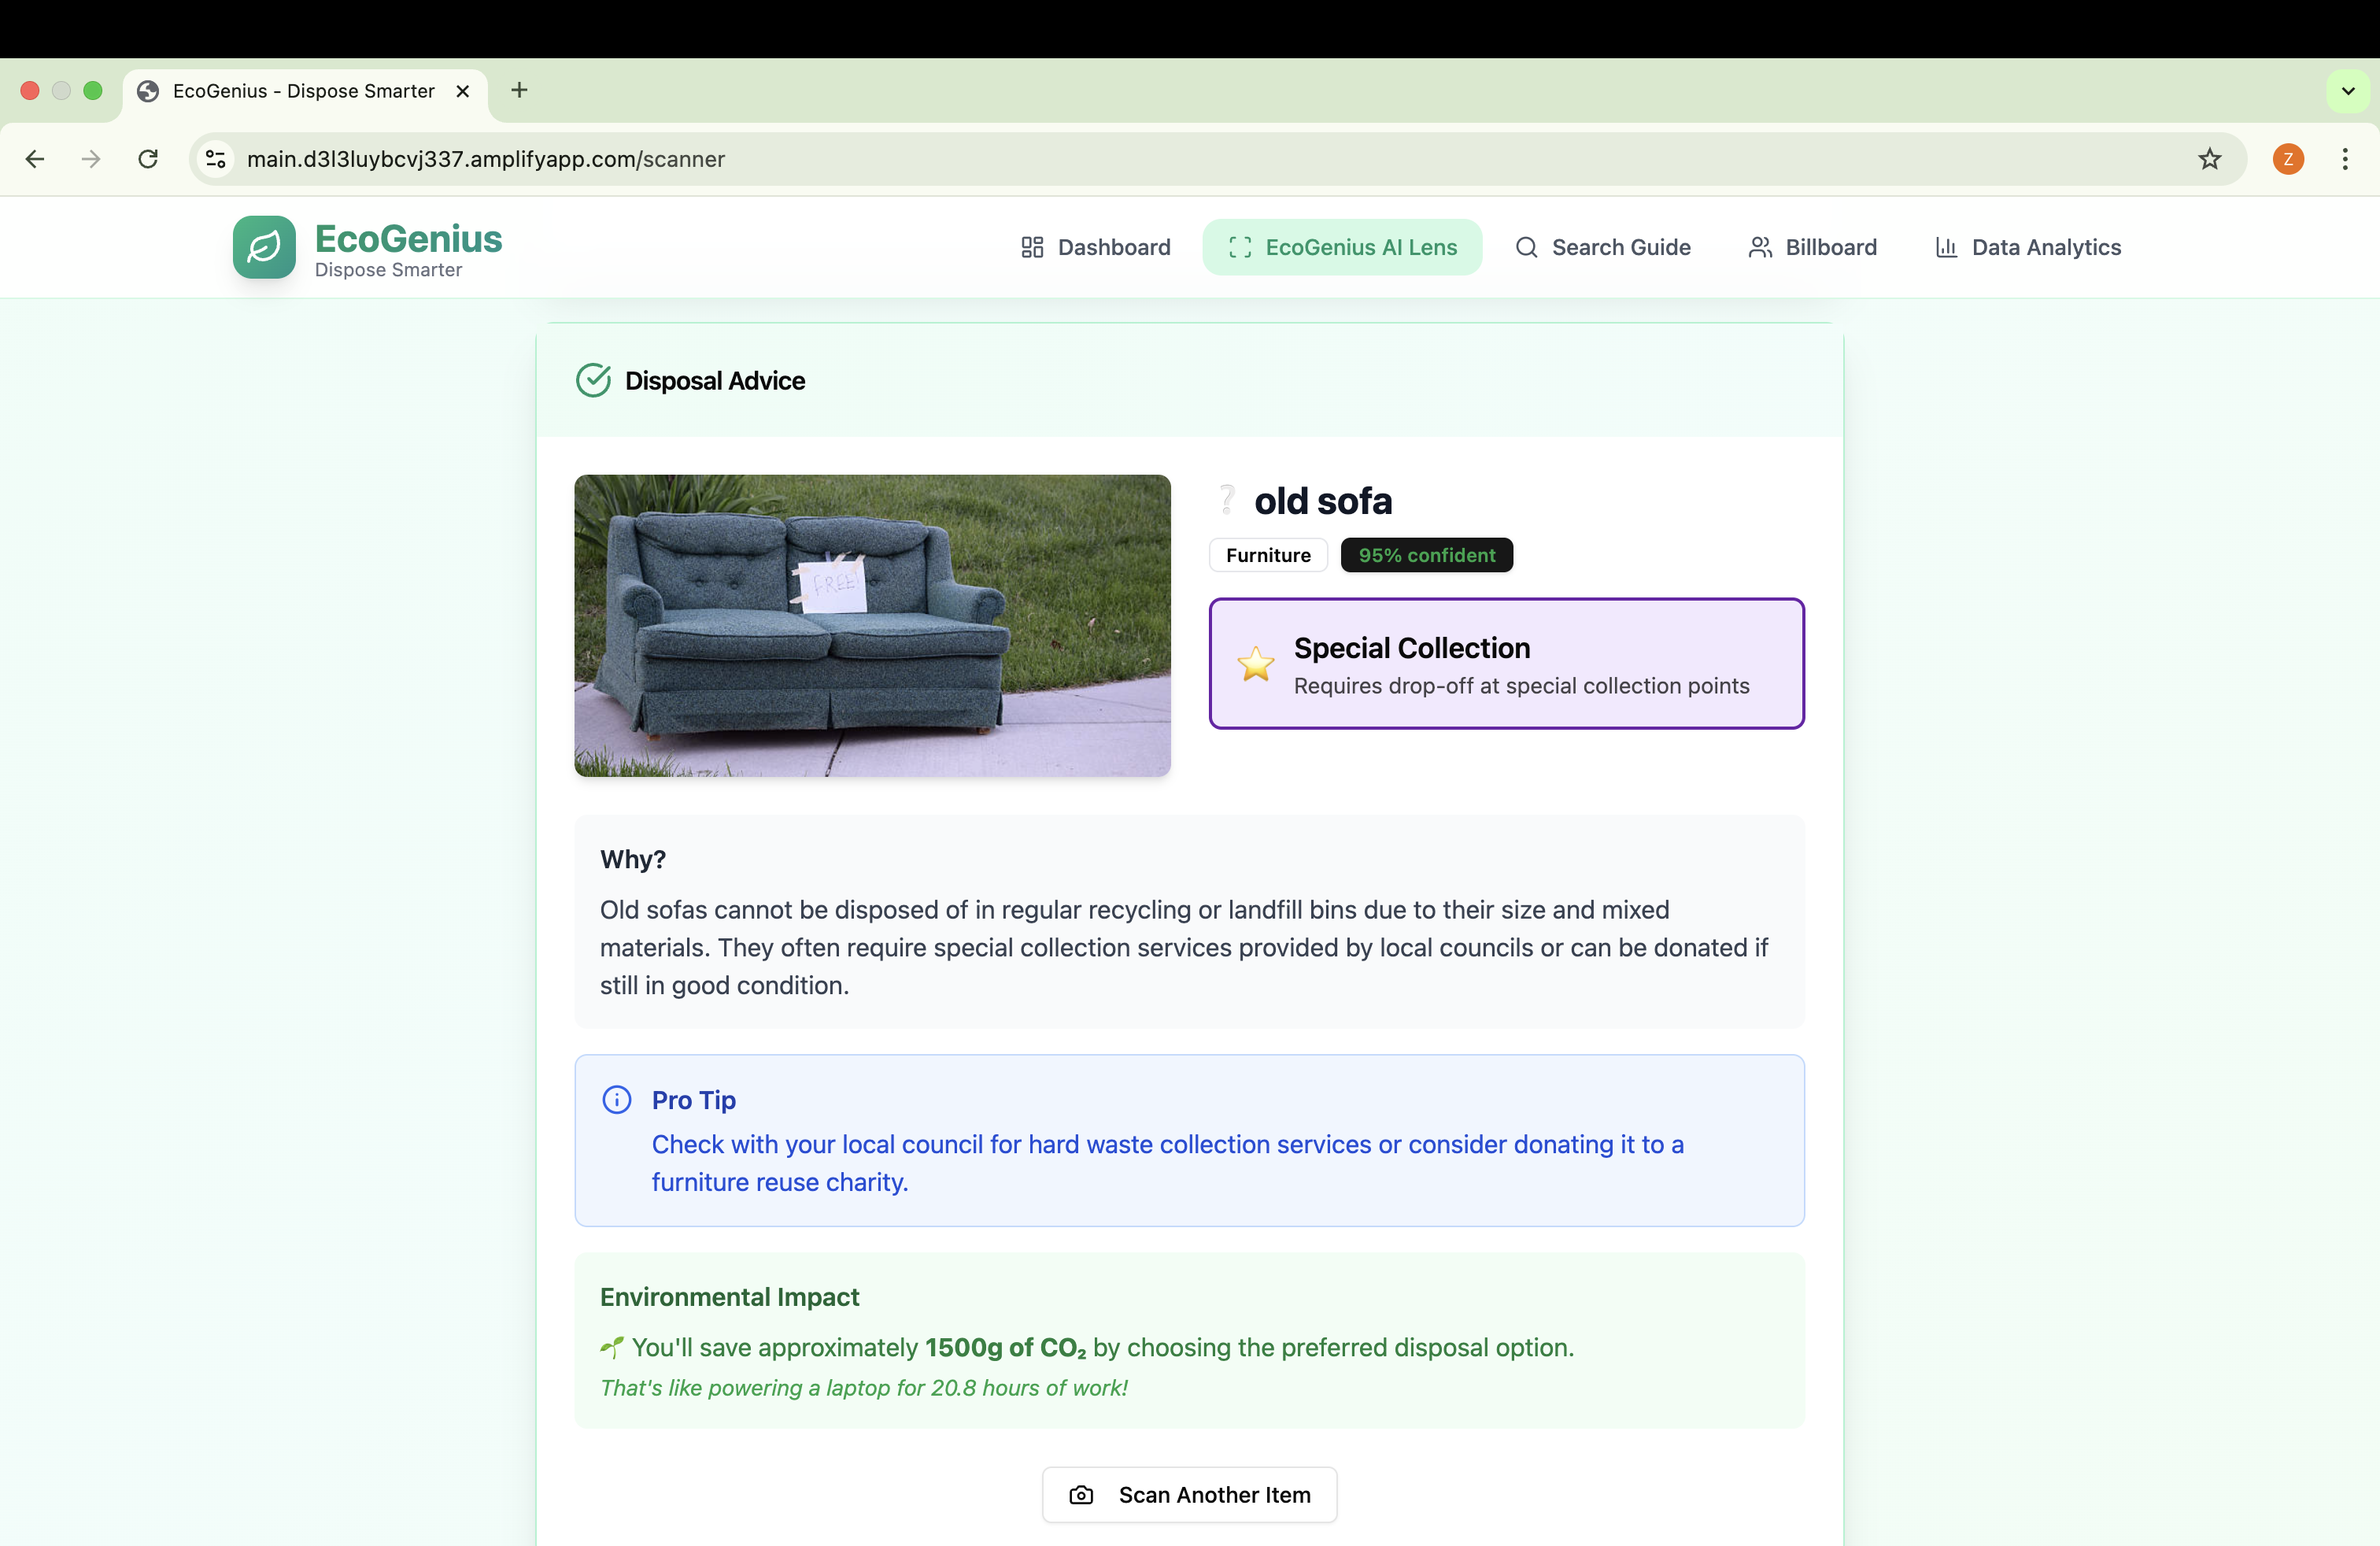 EcoGenius - Dispose Smarter
main.d3l3luybcvj337.amplifyapp.com/scanner
Z
EcoGenius
Dispose Smarter
Dashboard
EcoGenius AI Lens
Search Guide
Billboard
Data Analytics
Disposal Advice
FREE!
old sofa
Furniture
95% confident
Special Collection
Requires drop-off at special collection points
Why?
Old sofas cannot be disposed of in regular recycling or landfill bins due to their size and mixed
materials. They often require special collection services provided by local councils or can be donated if
still in good condition.
Pro Tip
Check with your local council for hard waste collection services or consider donating it to a
furniture reuse charity.
Environmental Impact
You'll save approximately 1500g of CO₂ by choosing the preferred disposal option.
That's like powering a laptop for 20.8 hours of work!
Scan Another Item